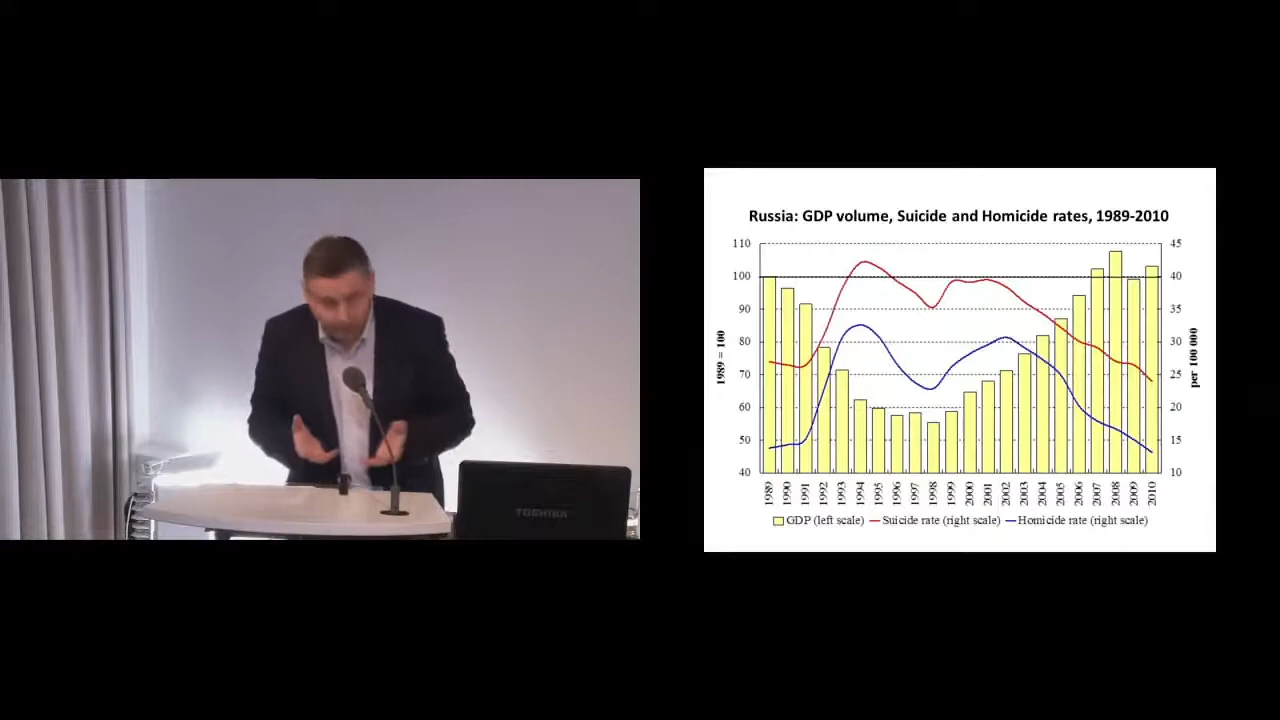 TOSHIBA
Russia: GDP volume, Suicide and Homicide rates, 1989-2010
110
100
90
80
70
60
50
40
1989 = 100
45
40
35
30
25
20
15
10
per 100 000
1989 1990 1991 1992 1993 1994 1995 1996 1997 1998 1999 2000 2001 2002 2003 2004 2005 2006 2007 2008 2009 2010
GDP (left scale) Suicide rate (right scale) Homicide rate (right scale)